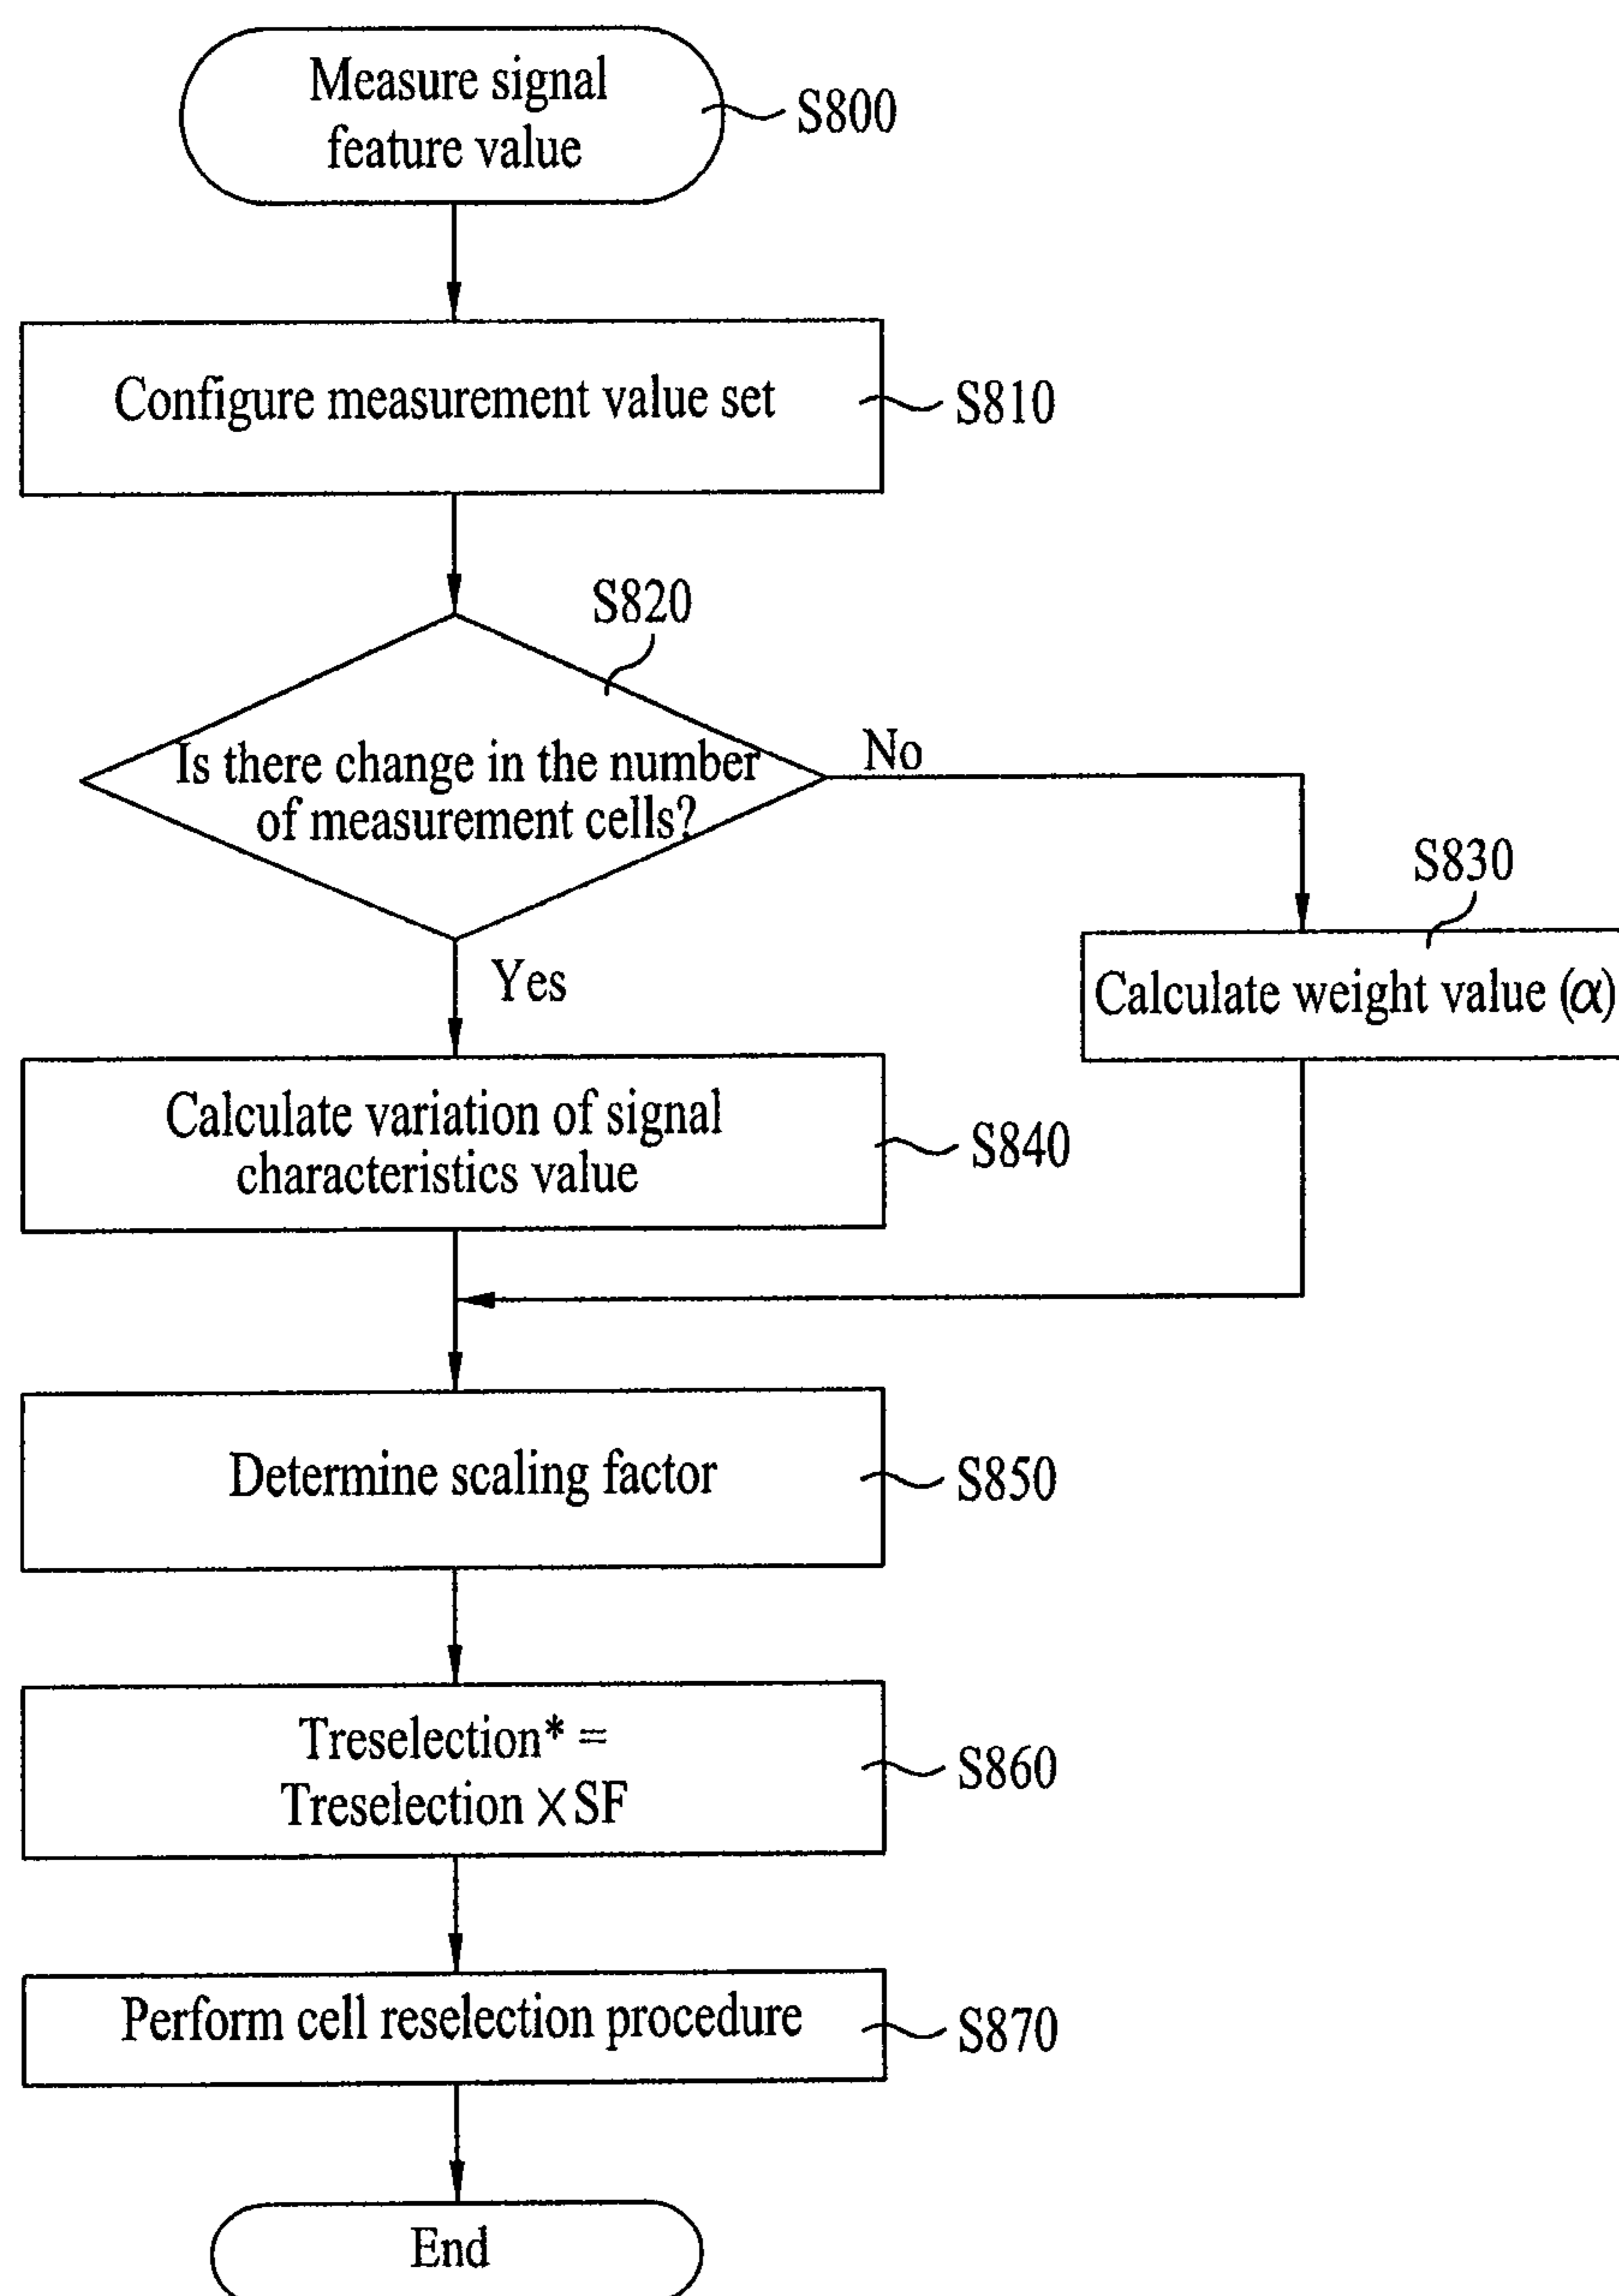 Measure signal
feature value
S800
Configure measurement value set
S810
S820
Is there change in the number
of measurement cells?
No
Yes
S830
Calculate weight value (α)
Calculate variation of signal
characteristics value
S840
Determine scaling factor
S850
Treselection* =
Treselection × SF
S860
Perform cell reselection procedure
S870
End